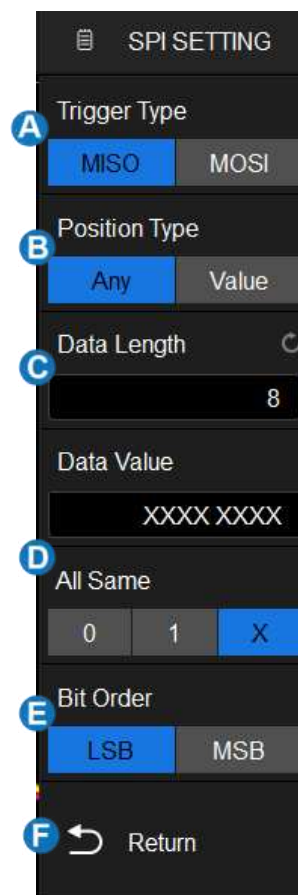 SPI SETTING
A
Trigger Type
MISO MOSI
B
Position Type
Any Value
C
Data Length
8
Data Value
XXXX XXXX
D
All Same
0 1 X
E
Bit Order
LSB MSB
F
Return